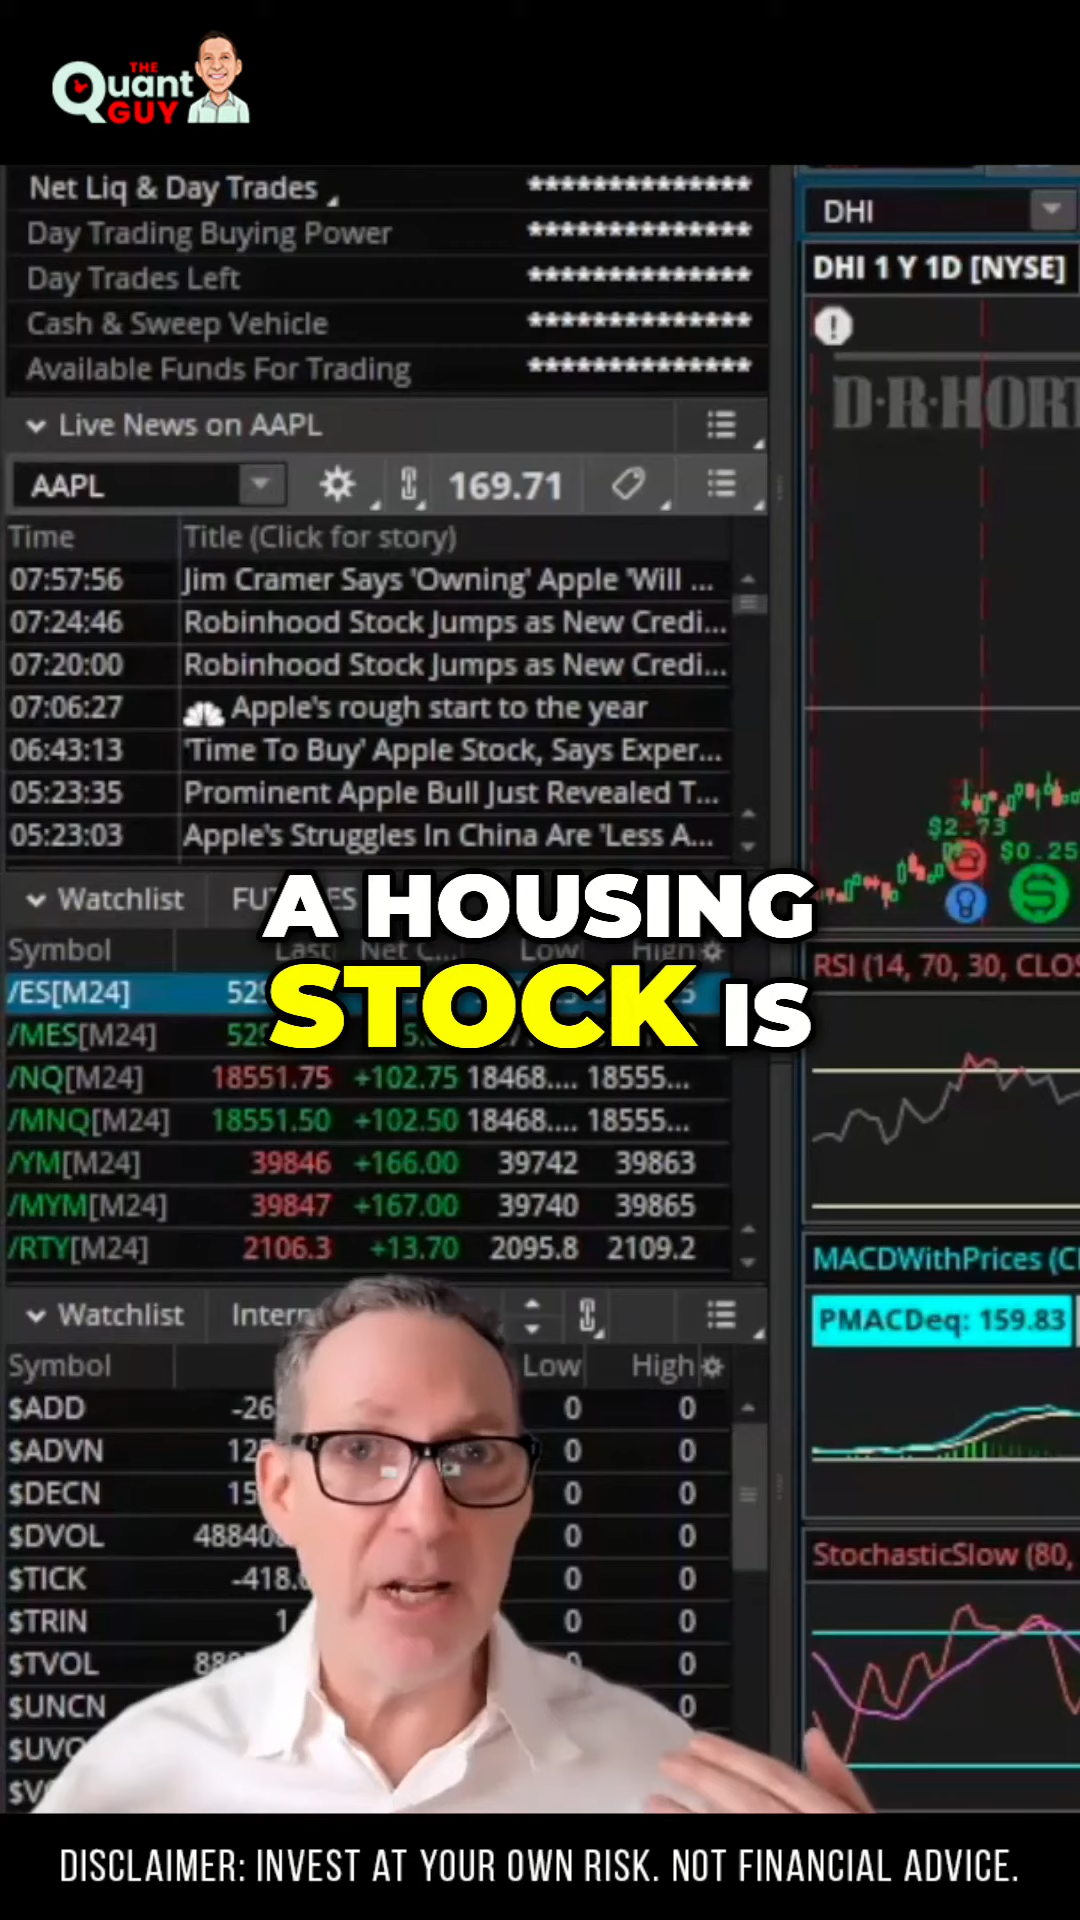 THE
Quant
GUY
Net Liq & Day Trades **************
Day Trading Buying Power **************
Day Trades Left **************
Cash & Sweep Vehicle **************
Available Funds For Trading **************
Live News on AAPL
AAPL 169.71
Time Title (Click for story)
07:57:56 Jim Cramer Says 'Owning' Apple 'Will ...
07:24:46 Robinhood Stock Jumps as New Credi...
07:20:00 Robinhood Stock Jumps as New Credi...
07:06:27 Apple's rough start to the year
06:43:13 'Time To Buy' Apple Stock, Says Exper...
05:23:35 Prominent Apple Bull Just Revealed T...
05:23:03 Apple's Struggles In China Are 'Less A...
Watchlist
A HOUSING
STOCK IS
Symbol Last Net C... Low High
/ES[M24]
/MES[M24]
/NQ[M24] 18551.75 +102.75 18468.... 18555...
/MNQ[M24] 18551.50 +102.50 18468.... 18555...
/YM[M24] 39846 +166.00 39742 39863
/MYM[M24] 39847 +167.00 39740 39865
/RTY[M24] 2106.3 +13.70 2095.8 2109.2
Watchlist
Symbol Low High
$ADD 0 0
$ADVN 0 0
$DECN 0 0
$DVOL 0 0
$TICK 0 0
$TRIN 0 0
$TVOL 0 0
$UNCN 0
DHI
DHI 1 Y 1D [NYSE]
D·R·HORT
$2.73
$0.25
RSI (14, 70, 30, CLOS
MACDWithPrices (Cl
PMACDeq: 159.83
StochasticSlow (80,
DISCLAIMER: INVEST AT YOUR OWN RISK. NOT FINANCIAL ADVICE.